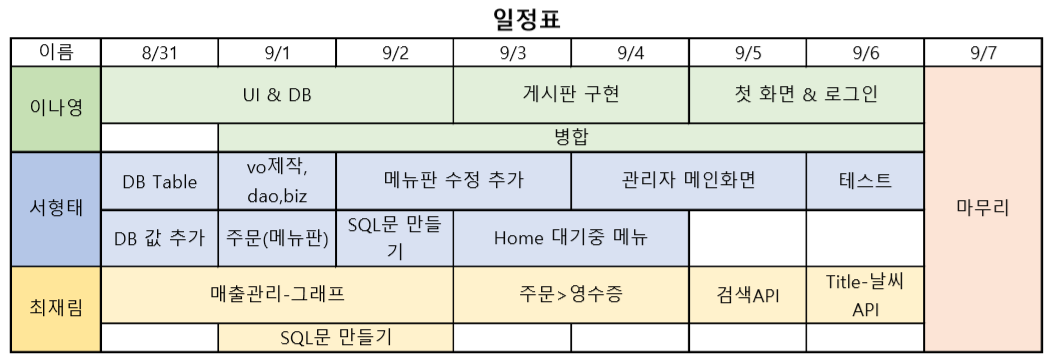 일정표
이름 8/31 9/1 9/2 9/3 9/4 9/5 9/6 9/7
이나영 UI & DB 게시판 구현 첫 화면 & 로그인
병합
서형태 DB Table vo제작, 메뉴판 수정 추가 관리자 메인화면 테스트
dao,biz
마무리
DB 값 추가 주문(메뉴판) SQL문 만들 Home 대기중 메뉴
기
최재림 매출관리-그래프 주문>영수증 검색API Title-날씨
API
SQL문 만들기